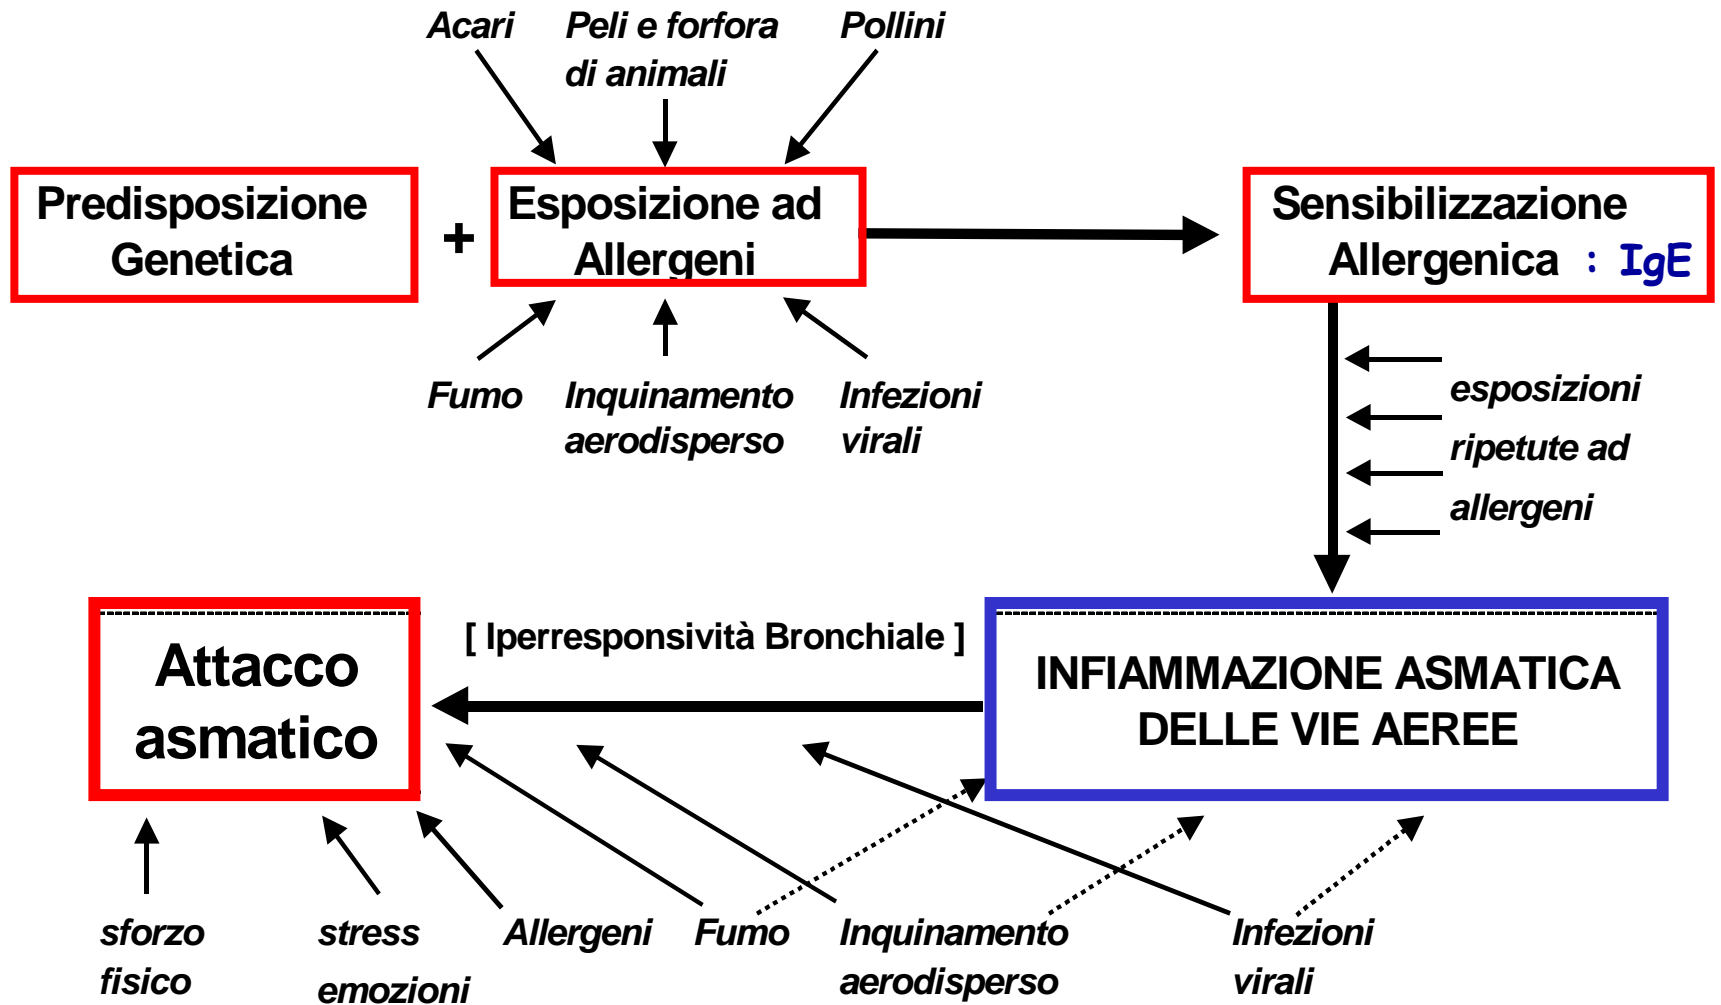 Acari
Peli e forfora
di animali
Pollini
Predisposizione
Genetica
+
Esposizione ad
Allergeni
Sensibilizzazione
Allergenica : IgE
Fumo
Inquinamento
aerodisperso
Infezioni
virali
esposizioni
ripetute ad
allergeni
Attacco
asmatico
[ Iperresponsività Bronchiale ]
INFIAMMAZIONE ASMATICA
DELLE VIE AEREE
sforzo
fisico
stress
emozioni
Allergeni
Fumo
Inquinamento
aerodisperso
Infezioni
virali